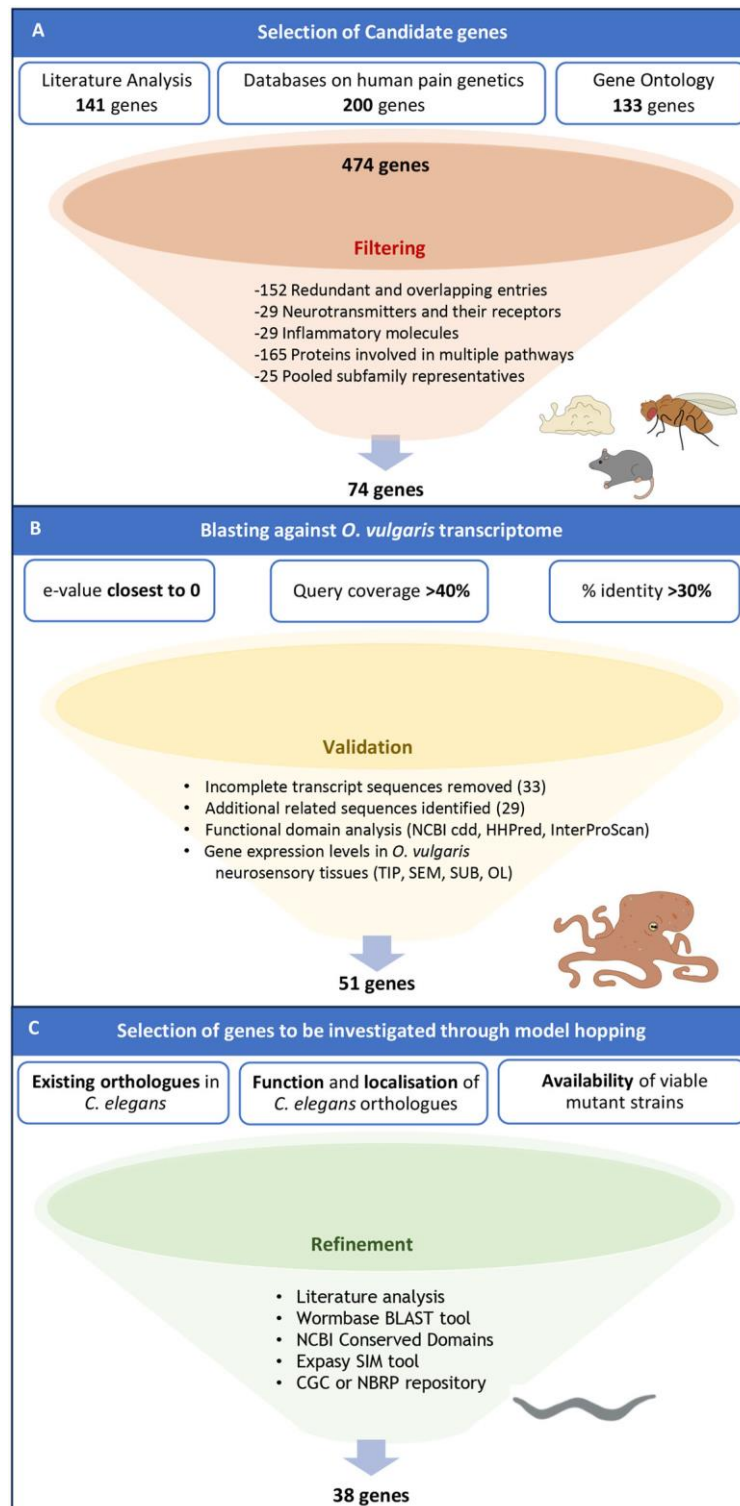 A
Selection of Candidate genes
Literature Analysis
141 genes
Databases on human pain genetics
200 genes
Gene Ontology
133 genes
474 genes
Filtering
-152 Redundant and overlapping entries
-29 Neurotransmitters and their receptors
-29 Inflammatory molecules
-165 Proteins involved in multiple pathways
-25 Pooled subfamily representatives
74 genes
B
Blasting against O. vulgaris transcriptome
e-value closest to 0
Query coverage >40%
% identity >30%
Validation
• Incomplete transcript sequences removed (33)
• Additional related sequences identified (29)
• Functional domain analysis (NCBI cdd, HHPred, InterProScan)
• Gene expression levels in O. vulgaris
neurosensory tissues (TIP, SEM, SUB, OL)
51 genes
C
Selection of genes to be investigated through model hopping
Existing orthologues in
C. elegans
Function and localisation of
C. elegans orthologues
Availability of viable
mutant strains
Refinement
• Literature analysis
• Wormbase BLAST tool
• NCBI Conserved Domains
• Expasy SIM tool
• CGC or NBRP repository
38 genes